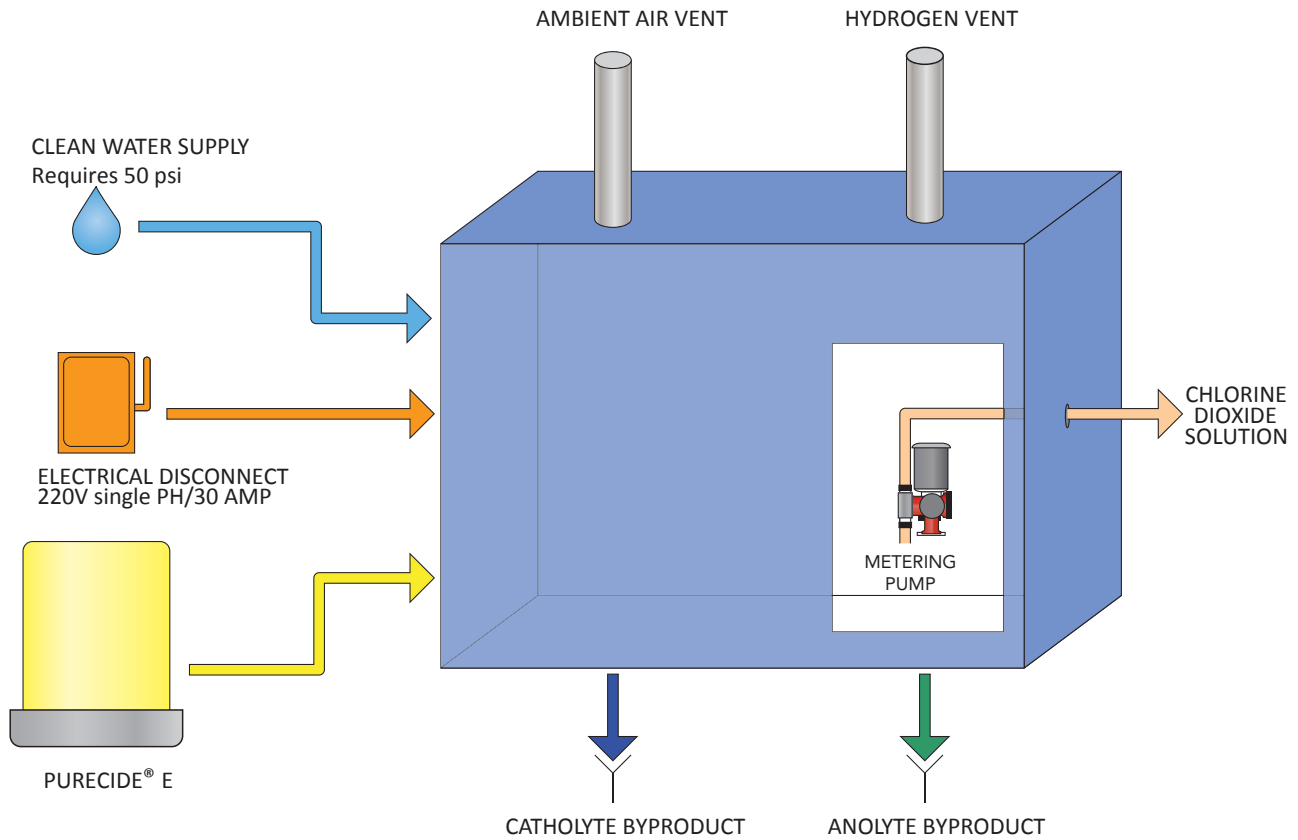 AMBIENT AIR VENT
HYDROGEN VENT
CLEAN WATER SUPPLY
Requires 50 psi
CHLORINE
DIOXIDE
SOLUTION
ELECTRICAL DISCONNECT
220V single PH/30 AMP
METERING
PUMP
PURECIDE® E
CATHOLYTE BYPRODUCT
ANOLYTE BYPRODUCT